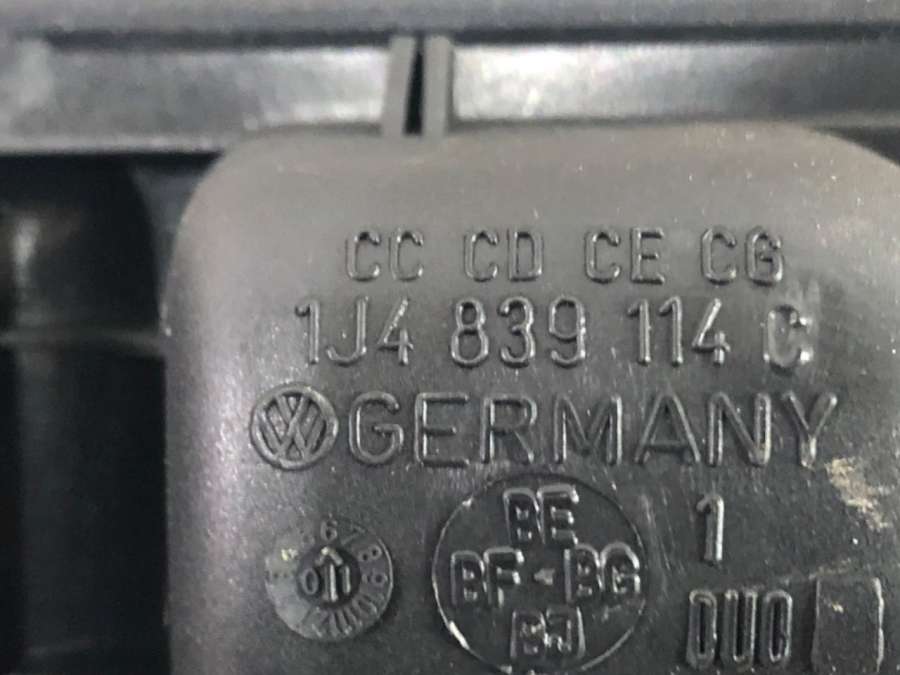 CC CD CE CG
1J4 839 114 C
GERMANY
BE
BF - BG
BJ
1
DUO